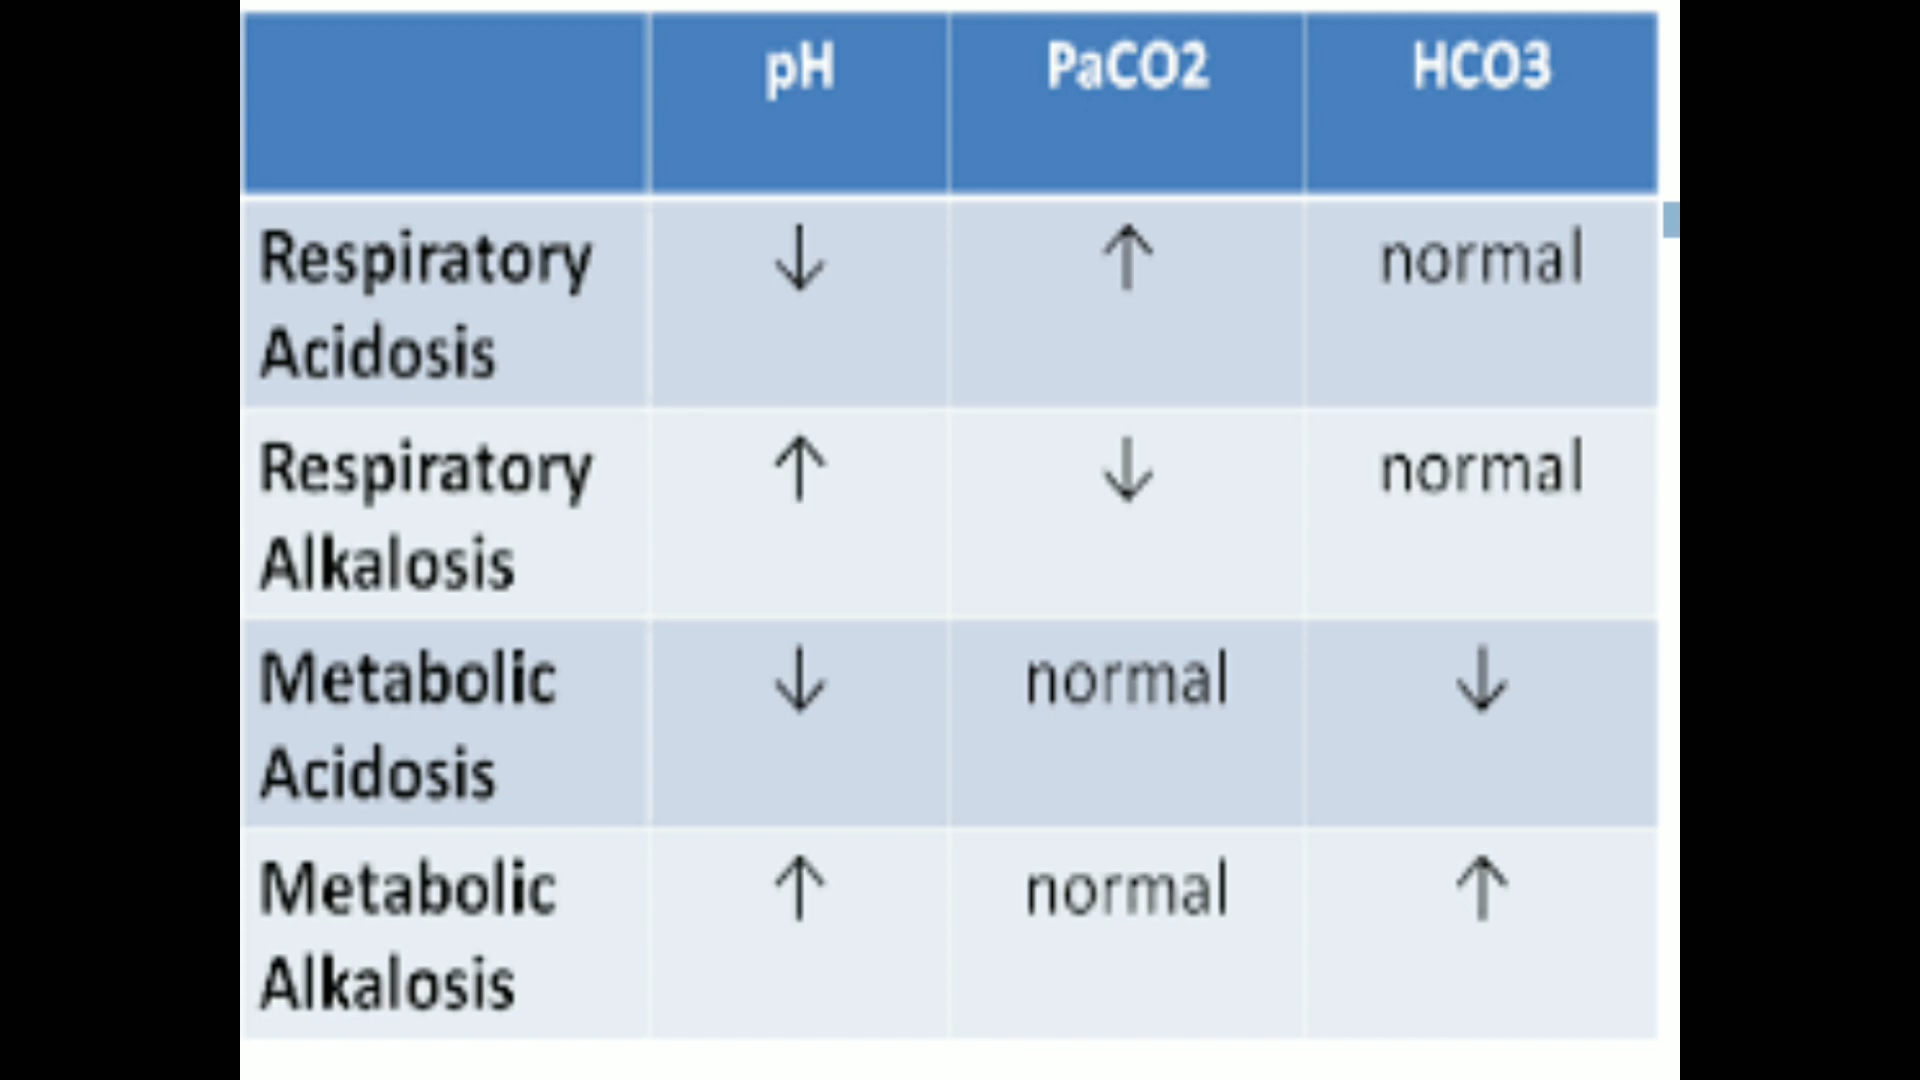 pH PaCO2 HCO3
Respiratory Acidosis ↓ ↑ normal
Respiratory Alkalosis ↑ ↓ normal
Metabolic Acidosis ↓ normal ↓
Metabolic Alkalosis ↑ normal ↑